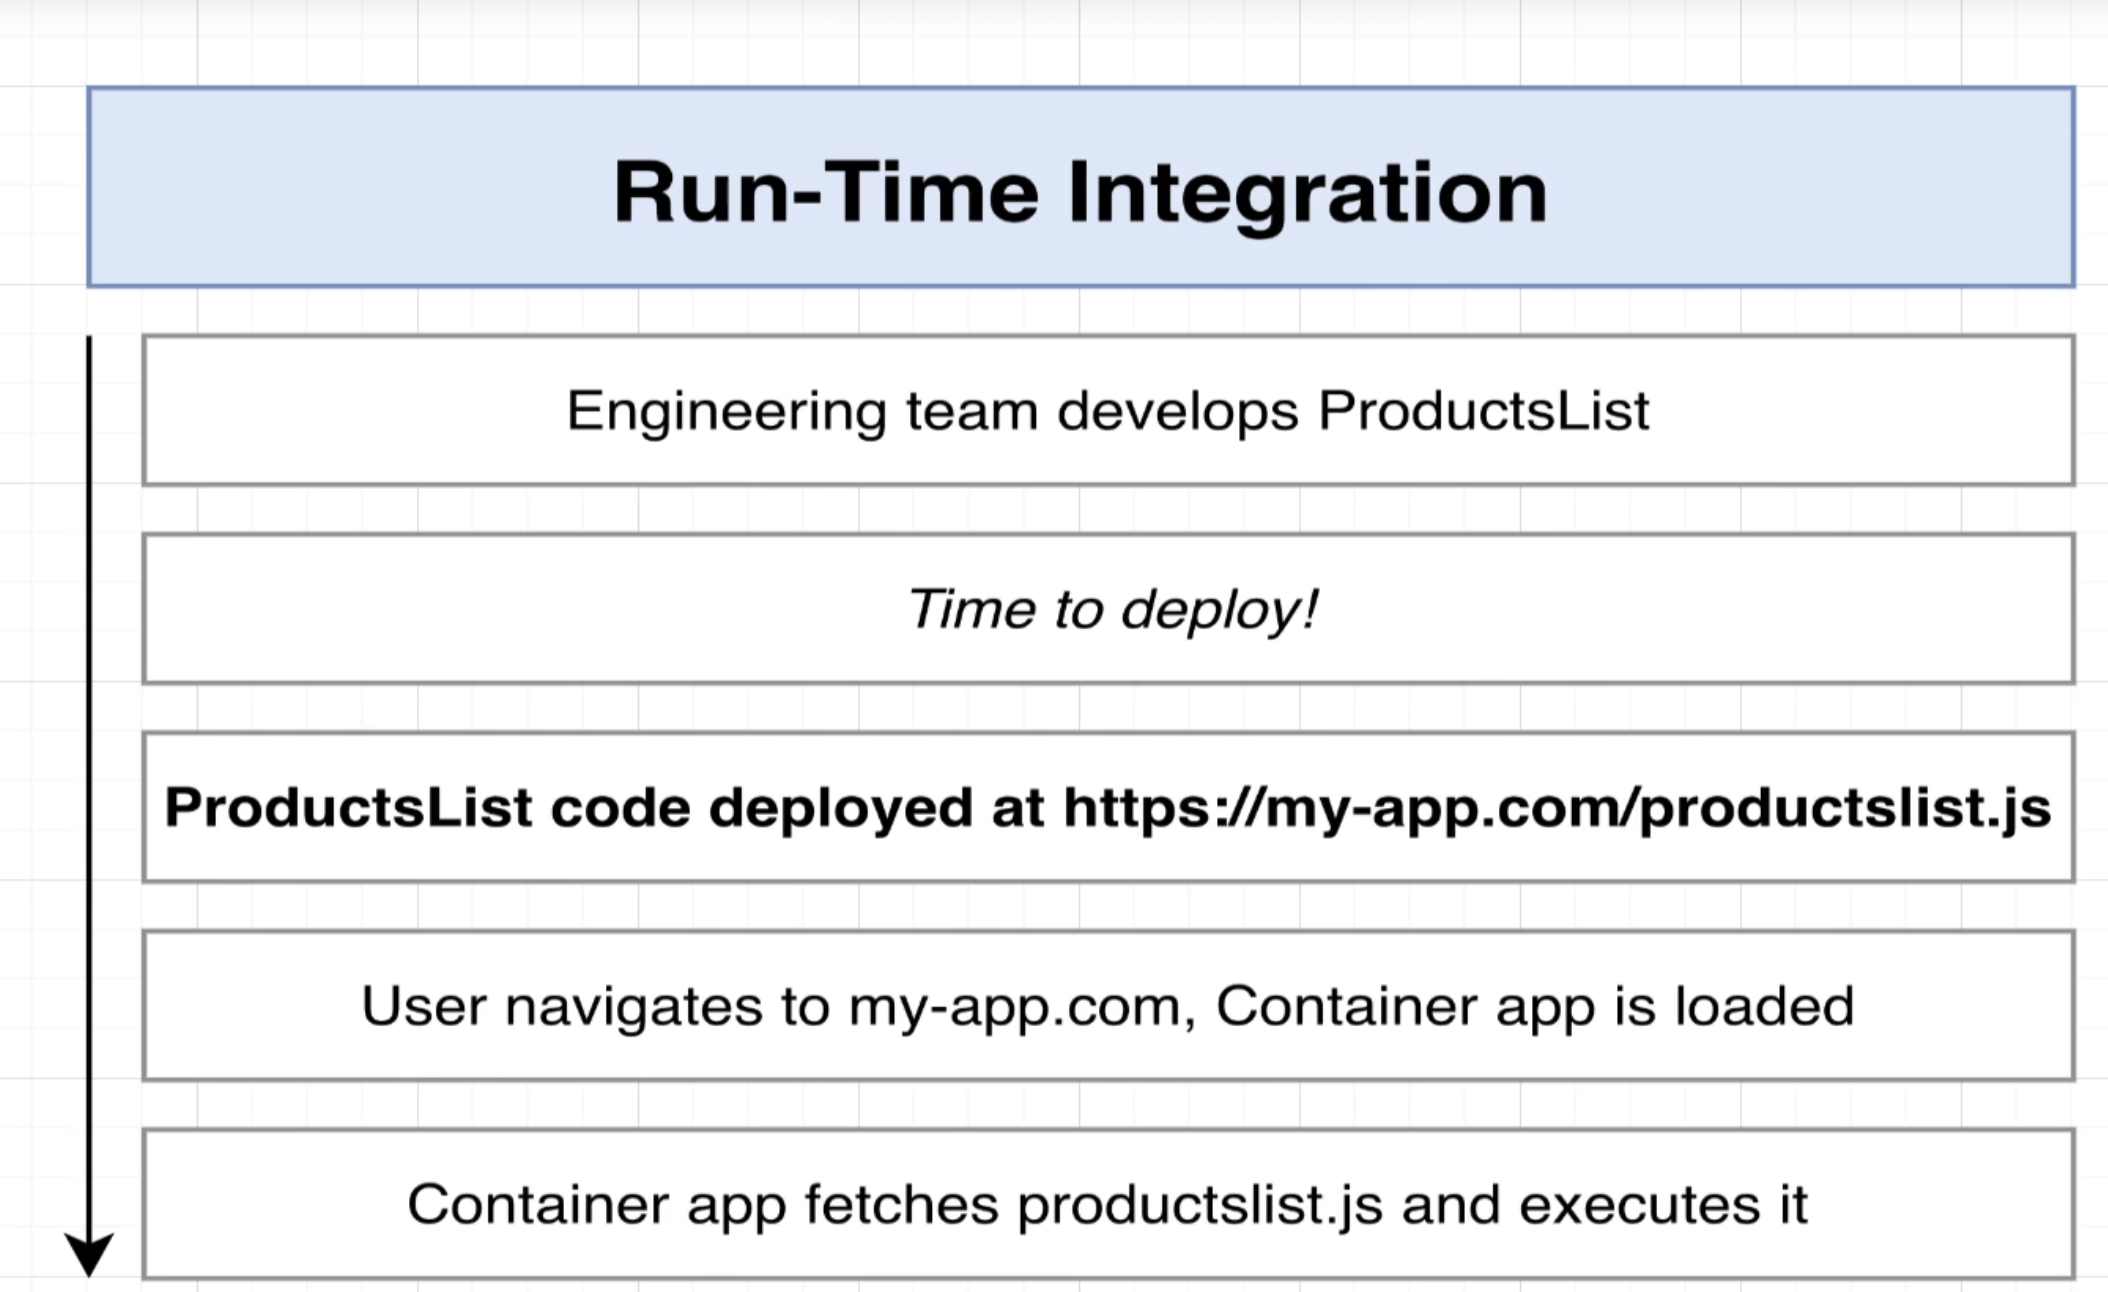 Run-Time Integration
Engineering team develops ProductsList
Time to deploy!
ProductsList code deployed at https://my-app.com/productslist.js
User navigates to my-app.com, Container app is loaded
Container app fetches productslist.js and executes it